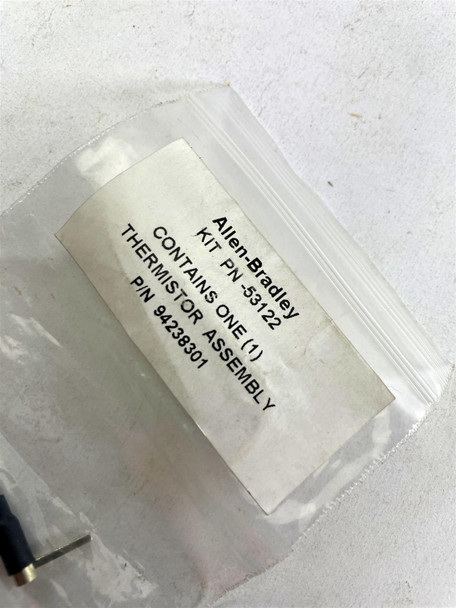 Allen-Bradley
KIT PN-53122
CONTAINS ONE (1)
THERMISTOR ASSEMBLY
P/N 94238301